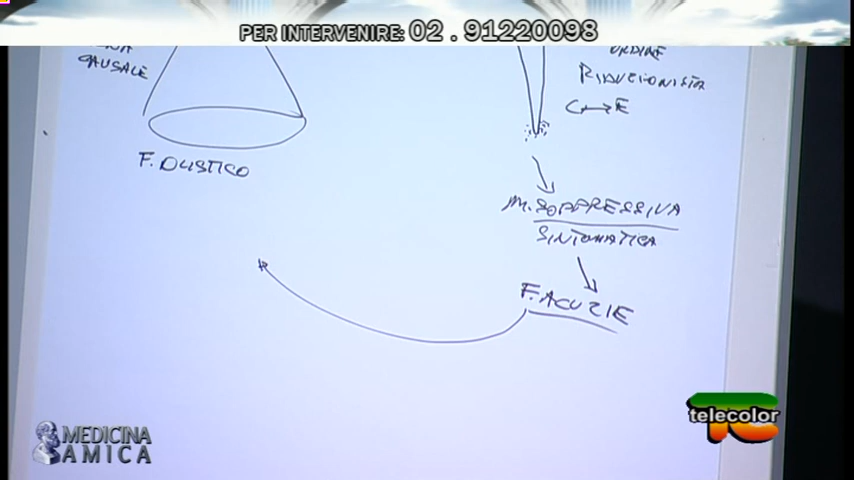 PER INTERVENIRE: 02 . 91220098
CAUSALE
F. OLISTICO
ORDINE
RIDUZIONISTA
C→E
M. SOPPRESSIVA
SINTOMATICA
F. ACUZIE
MEDICINA
AMICA
telecolor